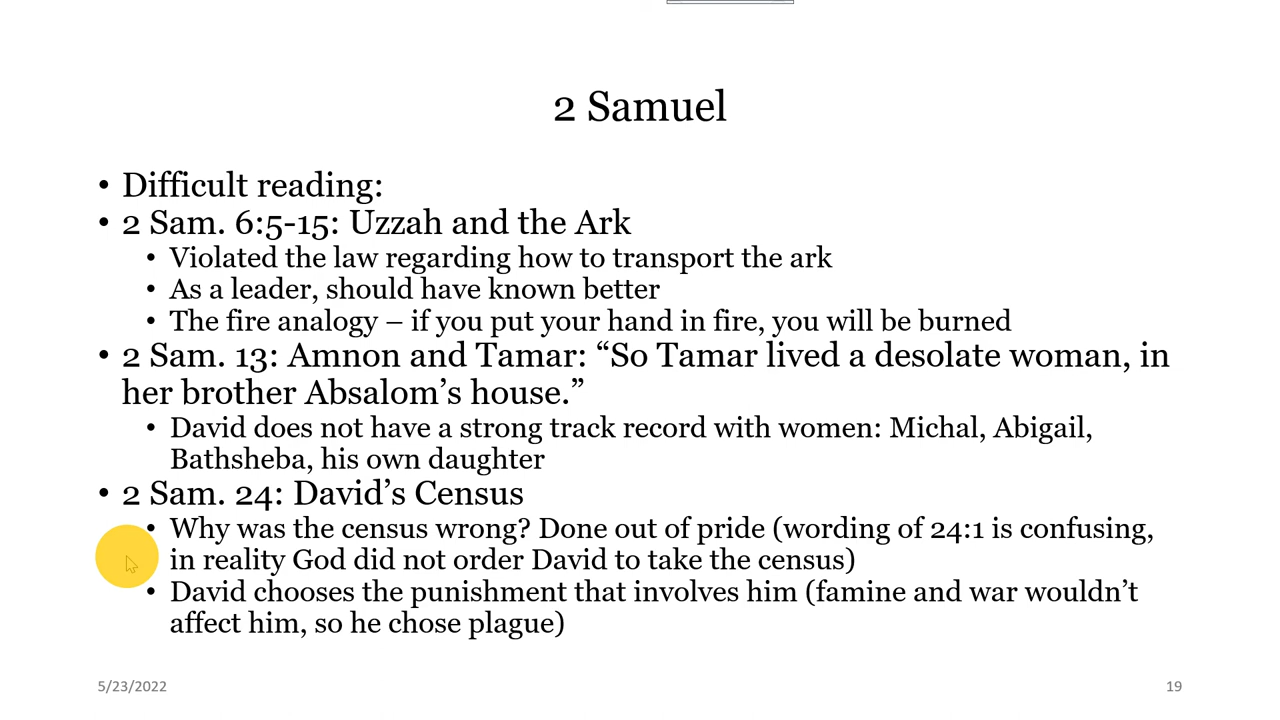 2 Samuel
• Difficult reading:
• 2 Sam. 6:5-15: Uzzah and the Ark
• Violated the law regarding how to transport the ark
• As a leader, should have known better
• The fire analogy – if you put your hand in fire, you will be burned
• 2 Sam. 13: Amnon and Tamar: “So Tamar lived a desolate woman, in
her brother Absalom’s house.”
• David does not have a strong track record with women: Michal, Abigail,
Bathsheba, his own daughter
• 2 Sam. 24: David’s Census
• Why was the census wrong? Done out of pride (wording of 24:1 is confusing,
in reality God did not order David to take the census)
• David chooses the punishment that involves him (famine and war wouldn’t
affect him, so he chose plague)
5/23/2022
19